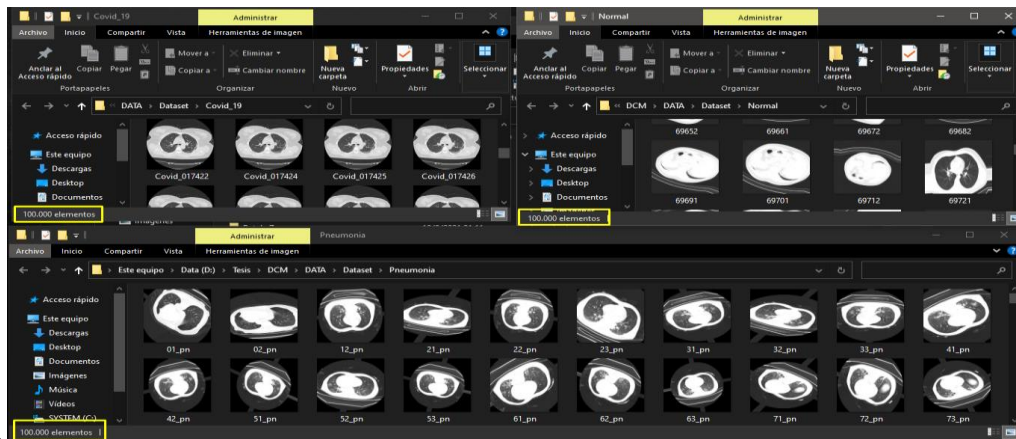 Covid_19
Administrar
Archivo Inicio Compartir Vista Herramientas de imagen
Anclar al Acceso rápido
Copiar
Pegar
Mover a
Copiar a
Eliminar
Cambiar nombre
Nueva carpeta
Propiedades
Seleccionar
Portapapeles Organizar Nuevo Abrir
DATA > Dataset > Covid_19
Acceso rápido
Este equipo
Descargas
Desktop
Documentos
Covid_017422 Covid_017424 Covid_017425 Covid_017426
100.000 elementos
Imágenes
Normal
Administrar
Archivo Inicio Compartir Vista Herramientas de imagen
Anclar al Acceso rápido
Copiar
Pegar
Mover a
Copiar a
Eliminar
Cambiar nombre
Nueva carpeta
Propiedades
Seleccionar
Portapapeles Organizar Nuevo Abrir
« DCM > DATA > Dataset > Normal
Acceso rápido
Este equipo
Descargas
Desktop
Documentos
69652 69661 69672 69682
69691 69701 69712 69721
100.000 elementos
Administrar
Pneumonia
Archivo Inicio Compartir Vista Herramientas de imagen
Este equipo > Data (D:) > Tesis > DCM > DATA > Dataset > Pneumonia
Acceso rápido
Este equipo
Descargas
Desktop
Documentos
Imágenes
Música
Vídeos
SYSTEM (C:)
01_pn 02_pn 12_pn 21_pn 22_pn 23_pn 31_pn 32_pn 33_pn 41_pn
42_pn 51_pn 52_pn 53_pn 61_pn 62_pn 63_pn 71_pn 72_pn 73_pn
100.000 elementos